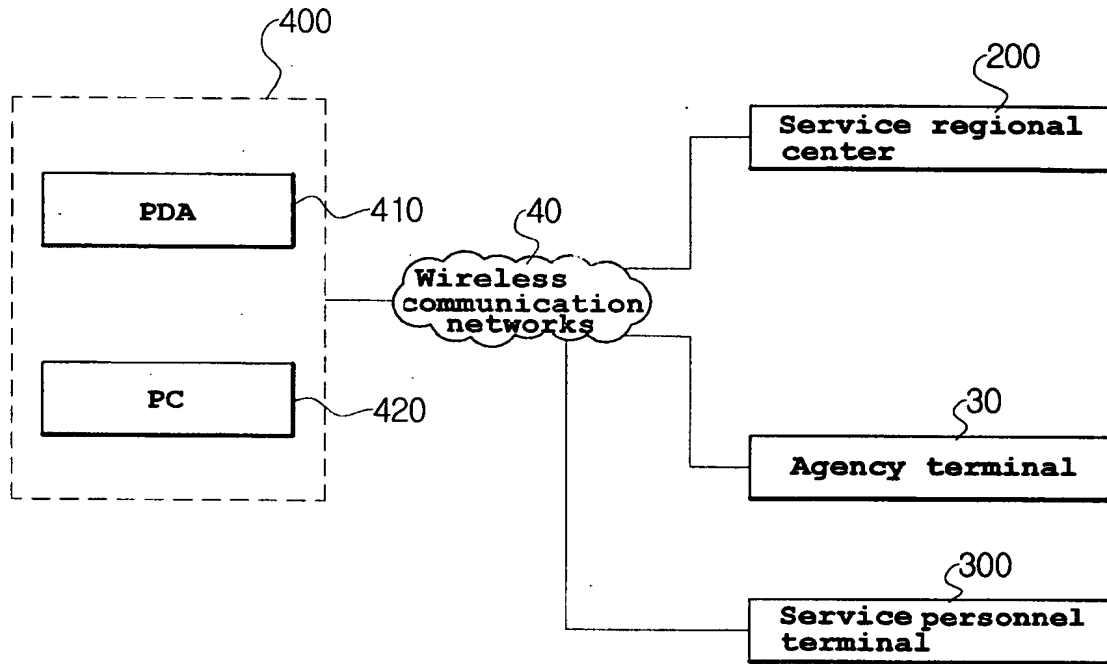 400
PDA
410
PC
420
40
Wireless
communication
networks
200
Service regional
center
30
Agency terminal
300
Service personnel
terminal